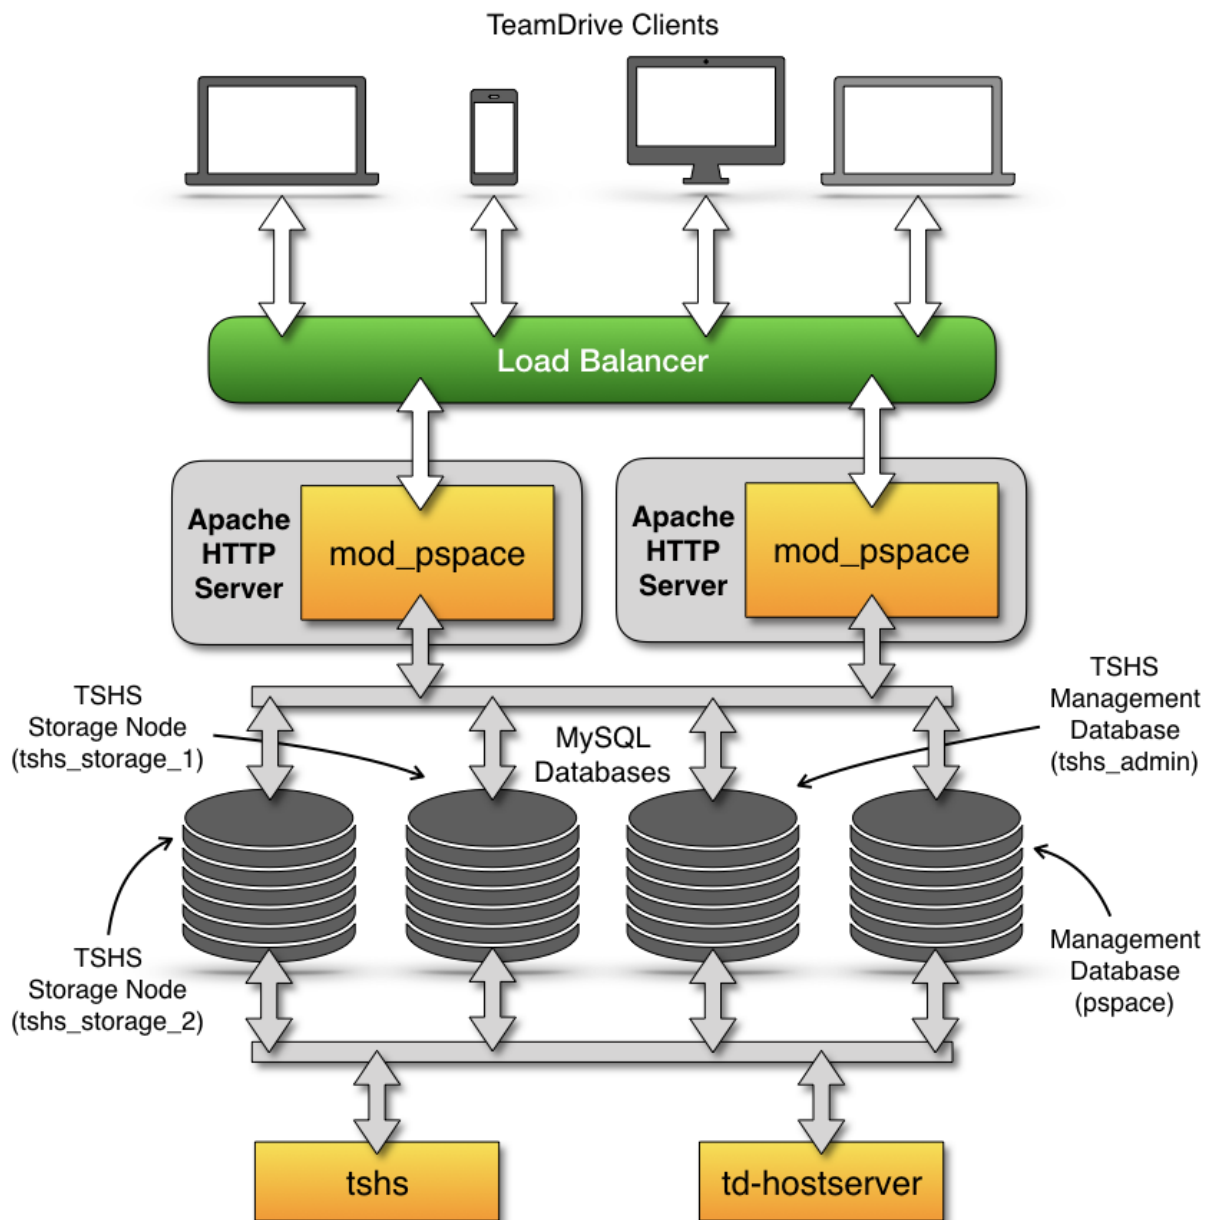 TeamDrive Clients
Load Balancer
Apache
HTTP
Server
mod_pspace
Apache
HTTP
Server
mod_pspace
TSHS
Storage Node
(tshs_storage_1)
MySQL
Databases
TSHS
Management
Database
(tshs_admin)
TSHS
Storage Node
(tshs_storage_2)
Management
Database
(pspace)
tshs
td-hostserver